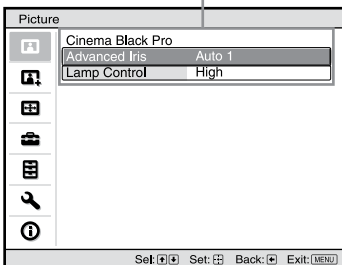 Picture
Cinema Black Pro
Advanced Iris Auto 1
Lamp Control High
Sel: Set: Back: Exit: MENU